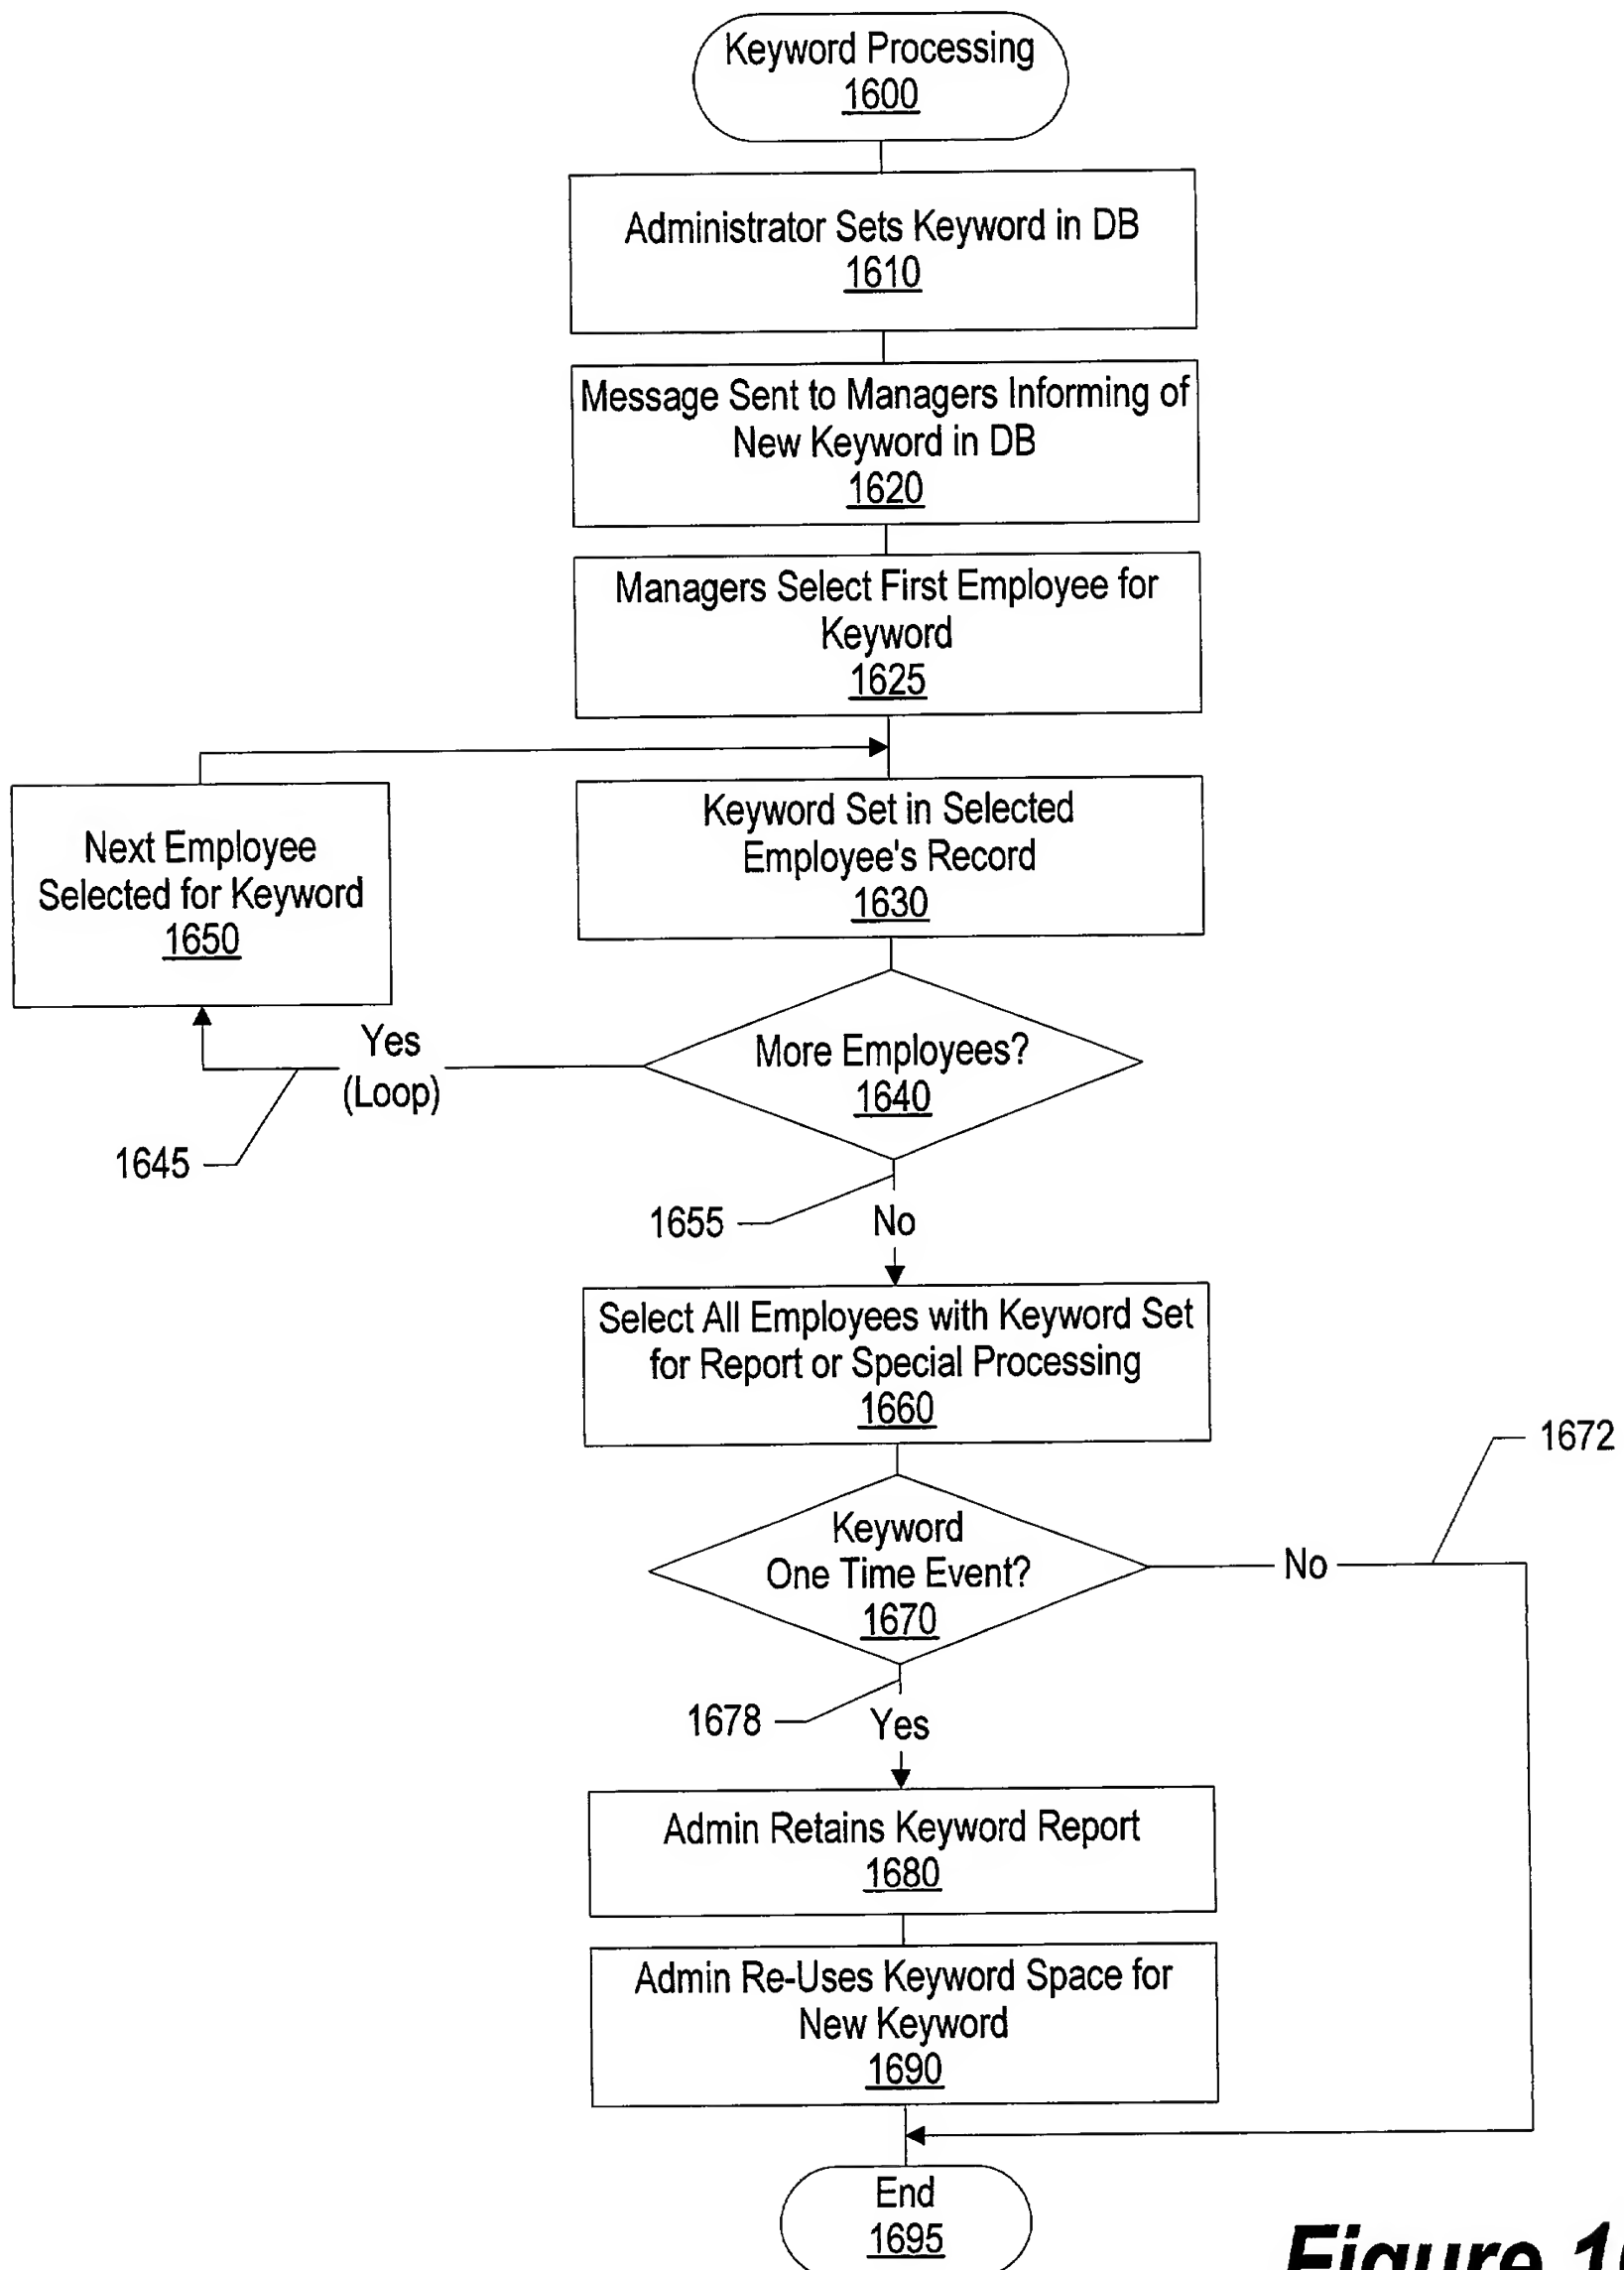 Keyword Processing
1600
Administrator Sets Keyword in DB
1610
Message Sent to Managers Informing of
New Keyword in DB
1620
Managers Select First Employee for
Keyword
1625
Next Employee
Selected for Keyword
1650
Keyword Set in Selected
Employee's Record
1630
Yes
(Loop)
More Employees?
1640
1645
1655
No
Select All Employees with Keyword Set
for Report or Special Processing
1660
1672
Keyword
One Time Event?
1670
No
1678
Yes
Admin Retains Keyword Report
1680
Admin Re-Uses Keyword Space for
New Keyword
1690
End
1695
Figure